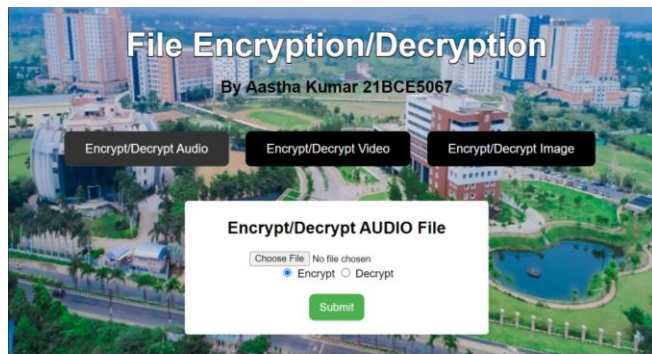 File Encryption/Decryption
By Aastha Kumar 21BCE5067
Encrypt/Decrypt Audio Encrypt/Decrypt Video Encrypt/Decrypt Image
Encrypt/Decrypt AUDIO File
Choose File No file chosen
Encrypt Decrypt
Submit